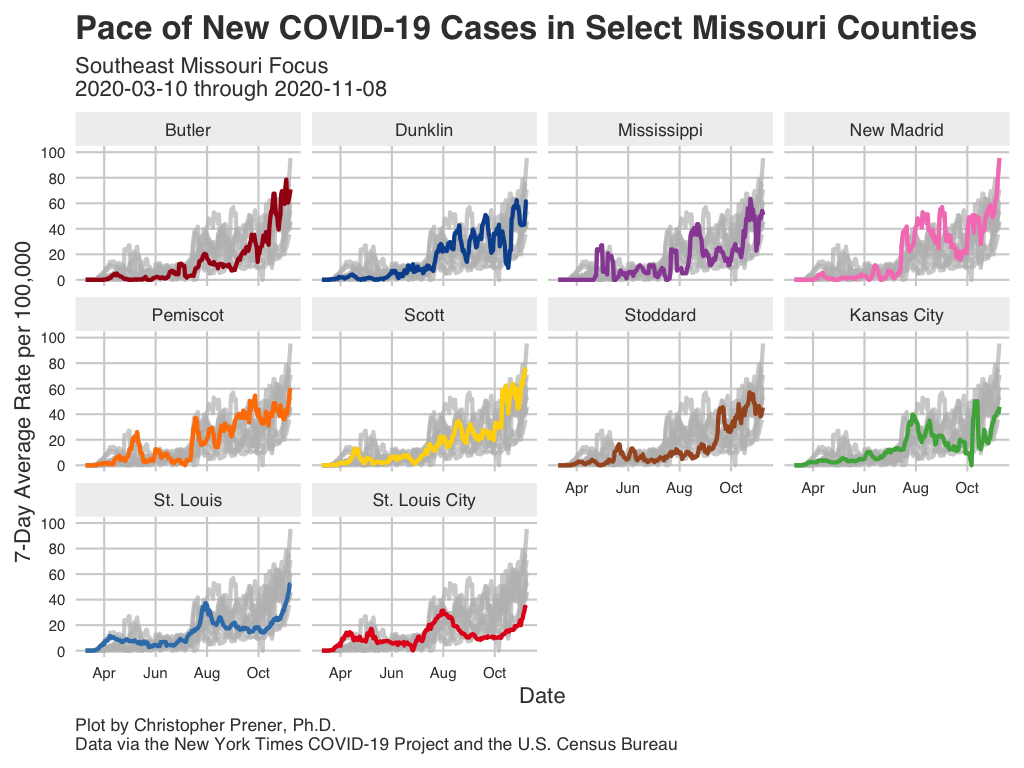 Pace of New COVID-19 Cases in Select Missouri Counties
Southeast Missouri Focus
2020-03-10 through 2020-11-08
Butler
Dunklin
Mississippi
New Madrid
100
80
60
40
20
0
Pemiscot
Scott
Stoddard
Kansas City
100
80
60
40
20
0
Apr Jun Aug Oct
Apr Jun Aug Oct
St. Louis
St. Louis City
100
80
60
40
20
0
Apr Jun Aug Oct
Apr Jun Aug Oct
7-Day Average Rate per 100,000
Date
Plot by Christopher Prener, Ph.D.
Data via the New York Times COVID-19 Project and the U.S. Census Bureau